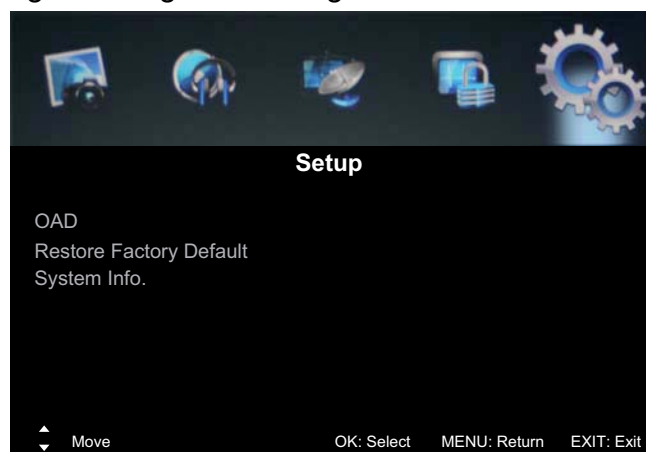 Setup
OAD
Restore Factory Default
System Info.
Move OK: Select MENU: Return EXIT: Exit